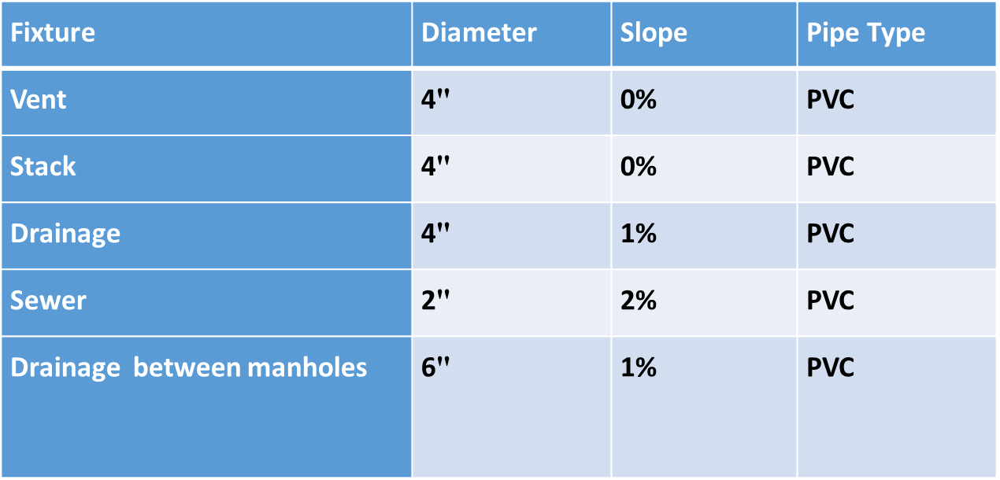 Fixture Diameter Slope Pipe Type
Vent 4" 0% PVC
Stack 4" 0% PVC
Drainage 4" 1% PVC
Sewer 2" 2% PVC
Drainage  between manholes 6" 1% PVC